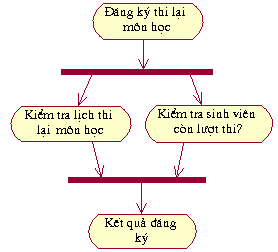 Đăng ký thi lại
môn học
Kiểm tra lịch thi
lại môn học
Kiểm tra sinh viên
còn lượt thi?
Kết quả đăng
ký